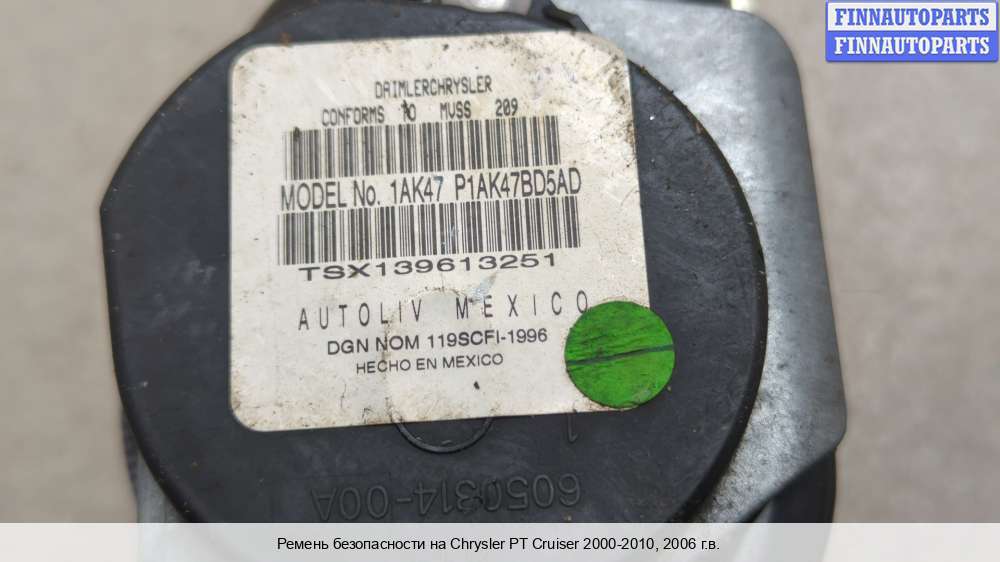 FINNAUTOPARTS
FINNAUTOPARTS
DAIMLERCHRYSLER
CONFORMS TO MVSS 209
MODEL No. 1AK47 P1AK47BD5AD
TSX139613251
AUTOLIV MEXICO
DGN NOM 119SCFI-1996
HECHO EN MEXICO
1
6050314-00A
Ремень безопасности на Chrysler PT Cruiser 2000-2010, 2006 г.в.